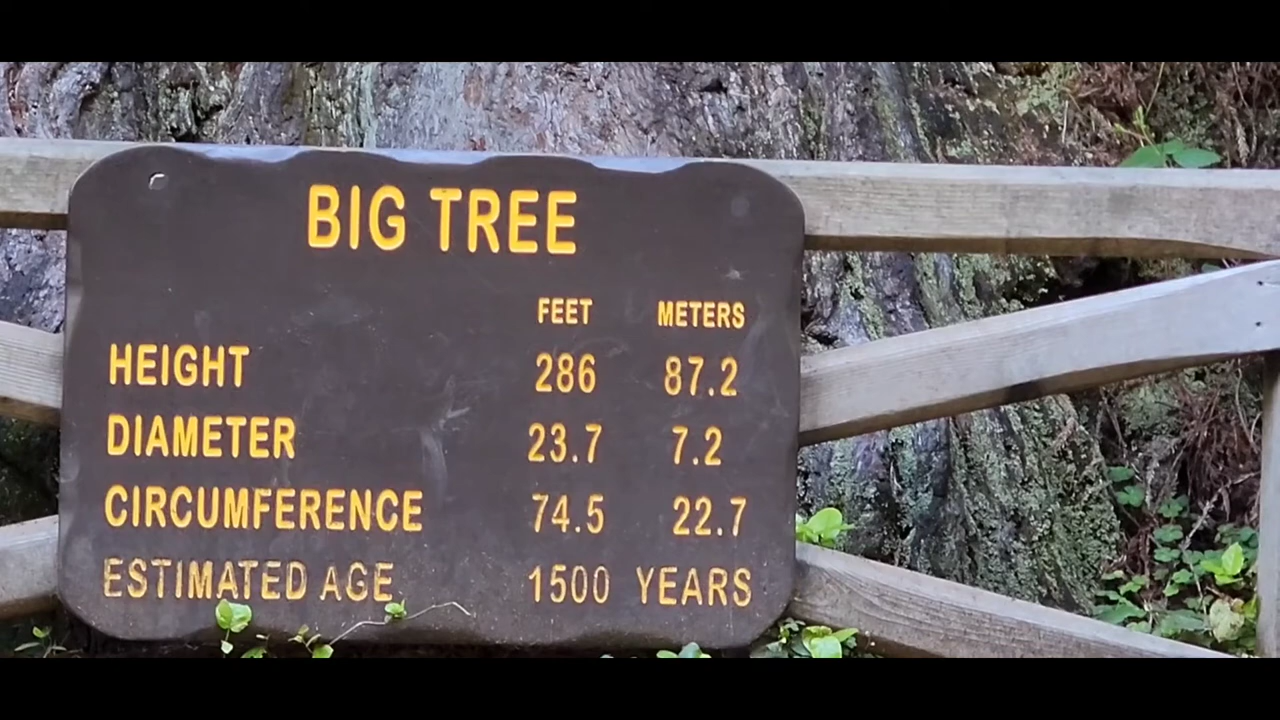 BIG TREE
FEET METERS
HEIGHT 286 87.2
DIAMETER 23.7 7.2
CIRCUMFERENCE 74.5 22.7
ESTIMATED AGE 1500 YEARS